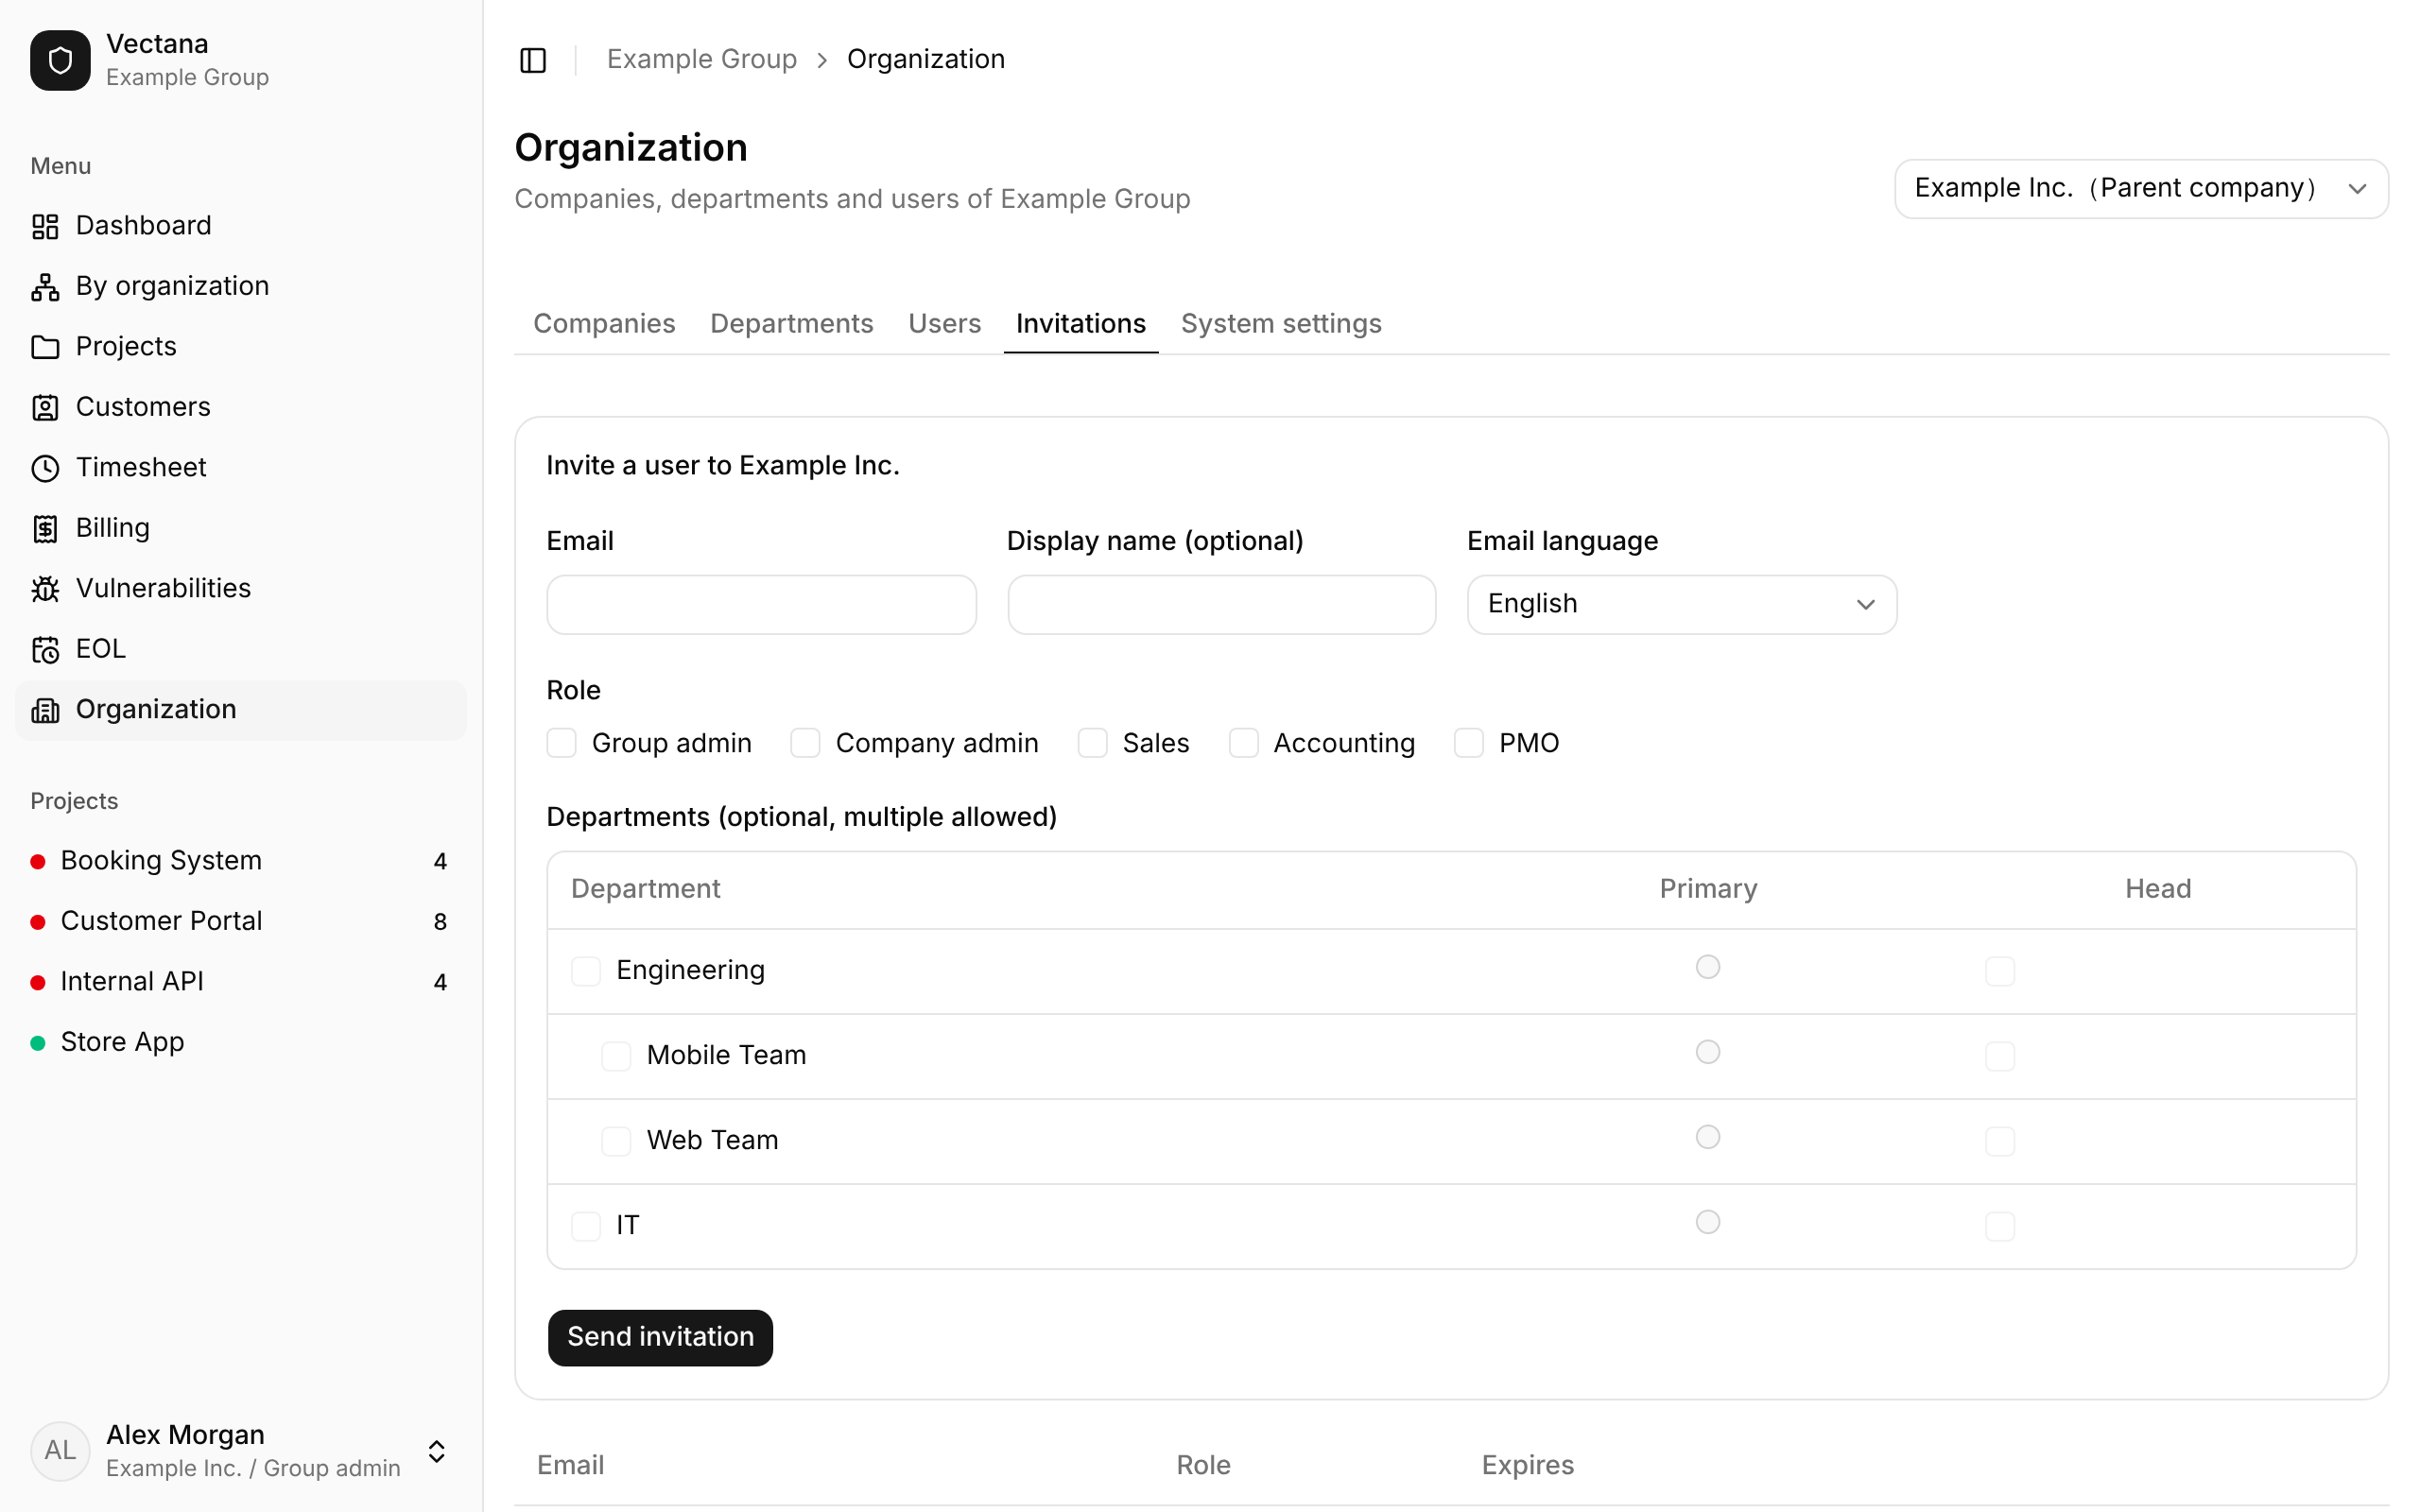 Vectana
Example Group
Menu
Dashboard
By organization
Projects
Customers
Timesheet
Billing
Vulnerabilities
EOL
Organization
Projects
Booking System 4
Customer Portal 8
Internal API 4
Store App
AL
Alex Morgan
Example Inc. / Group admin
Example Group > Organization
Organization
Companies, departments and users of Example Group
Example Inc.（Parent company）
Companies Departments Users Invitations System settings
Invite a user to Example Inc.
Email Display name (optional) Email language
English
Role
Group admin Company admin Sales Accounting PMO
Departments (optional, multiple allowed)
Department Primary Head
Engineering
Mobile Team
Web Team
IT
Send invitation
Email Role Expires